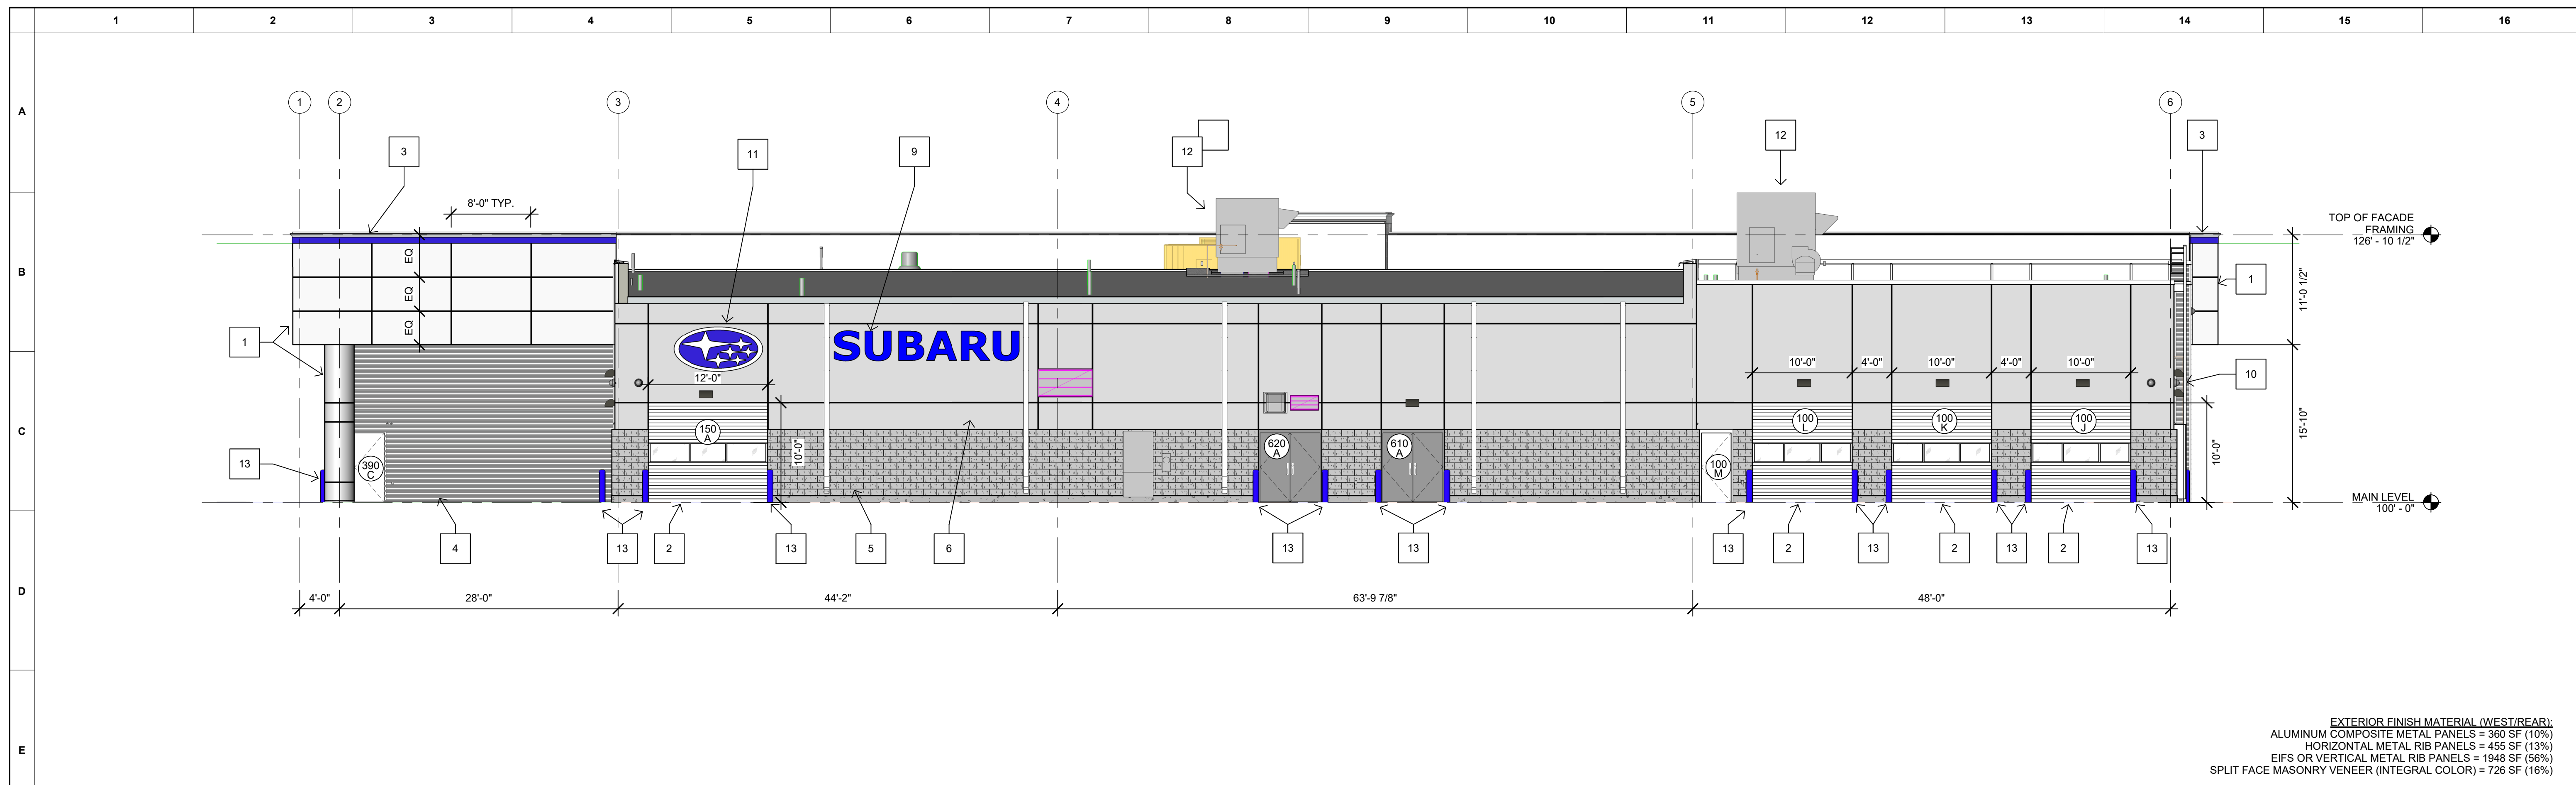 1 2 3 4 5 6 7 8 9 10 11 12 13 14 15 16
A
1 2 3 4 5 6
3 11 9 12 12 3
B
8'-0" TYP.
TOP OF FACADE
FRAMING
126' - 10 1/2"
EQ
EQ
EQ
11'-0 1/2"
1
1
SUBARU
C
12'-0"
10'-0" 4'-0" 10'-0" 4'-0" 10'-0"
10
15'-10"
150
A
100
L
100
K
100
J
620
A
610
A
10'-0"
10'-0"
13
390
C
100
M
MAIN LEVEL
100' - 0"
4 13 2 13 5 6 13 13 13 2 13 2 13 2 13
D
4'-0" 28'-0" 44'-2" 63'-9 7/8" 48'-0"
E
EXTERIOR FINISH MATERIAL (WEST/REAR):
ALUMINUM COMPOSITE METAL PANELS = 360 SF (10%)
HORIZONTAL METAL RIB PANELS = 455 SF (13%)
EIFS OR VERTICAL METAL RIB PANELS = 1948 SF (56%)
SPLIT FACE MASONRY VENEER (INTEGRAL COLOR) = 726 SF (16%)